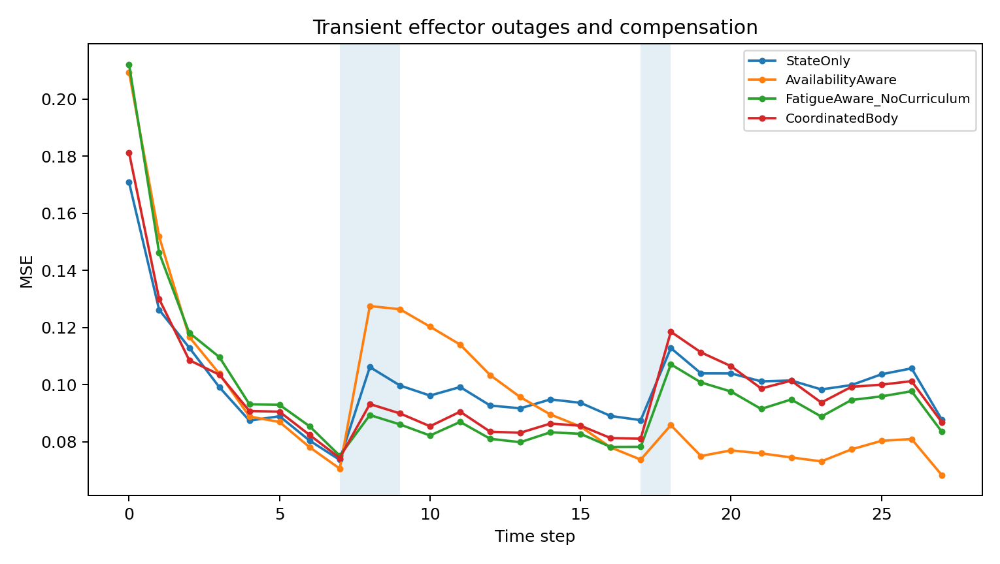 Transient effector outages and compensation
StateOnly
AvailabilityAware
FatigueAware_NoCurriculum
CoordinatedBody
0.20
0.18
0.16
0.14
0.12
0.10
0.08
MSE
0 5 10 15 20 25
Time step